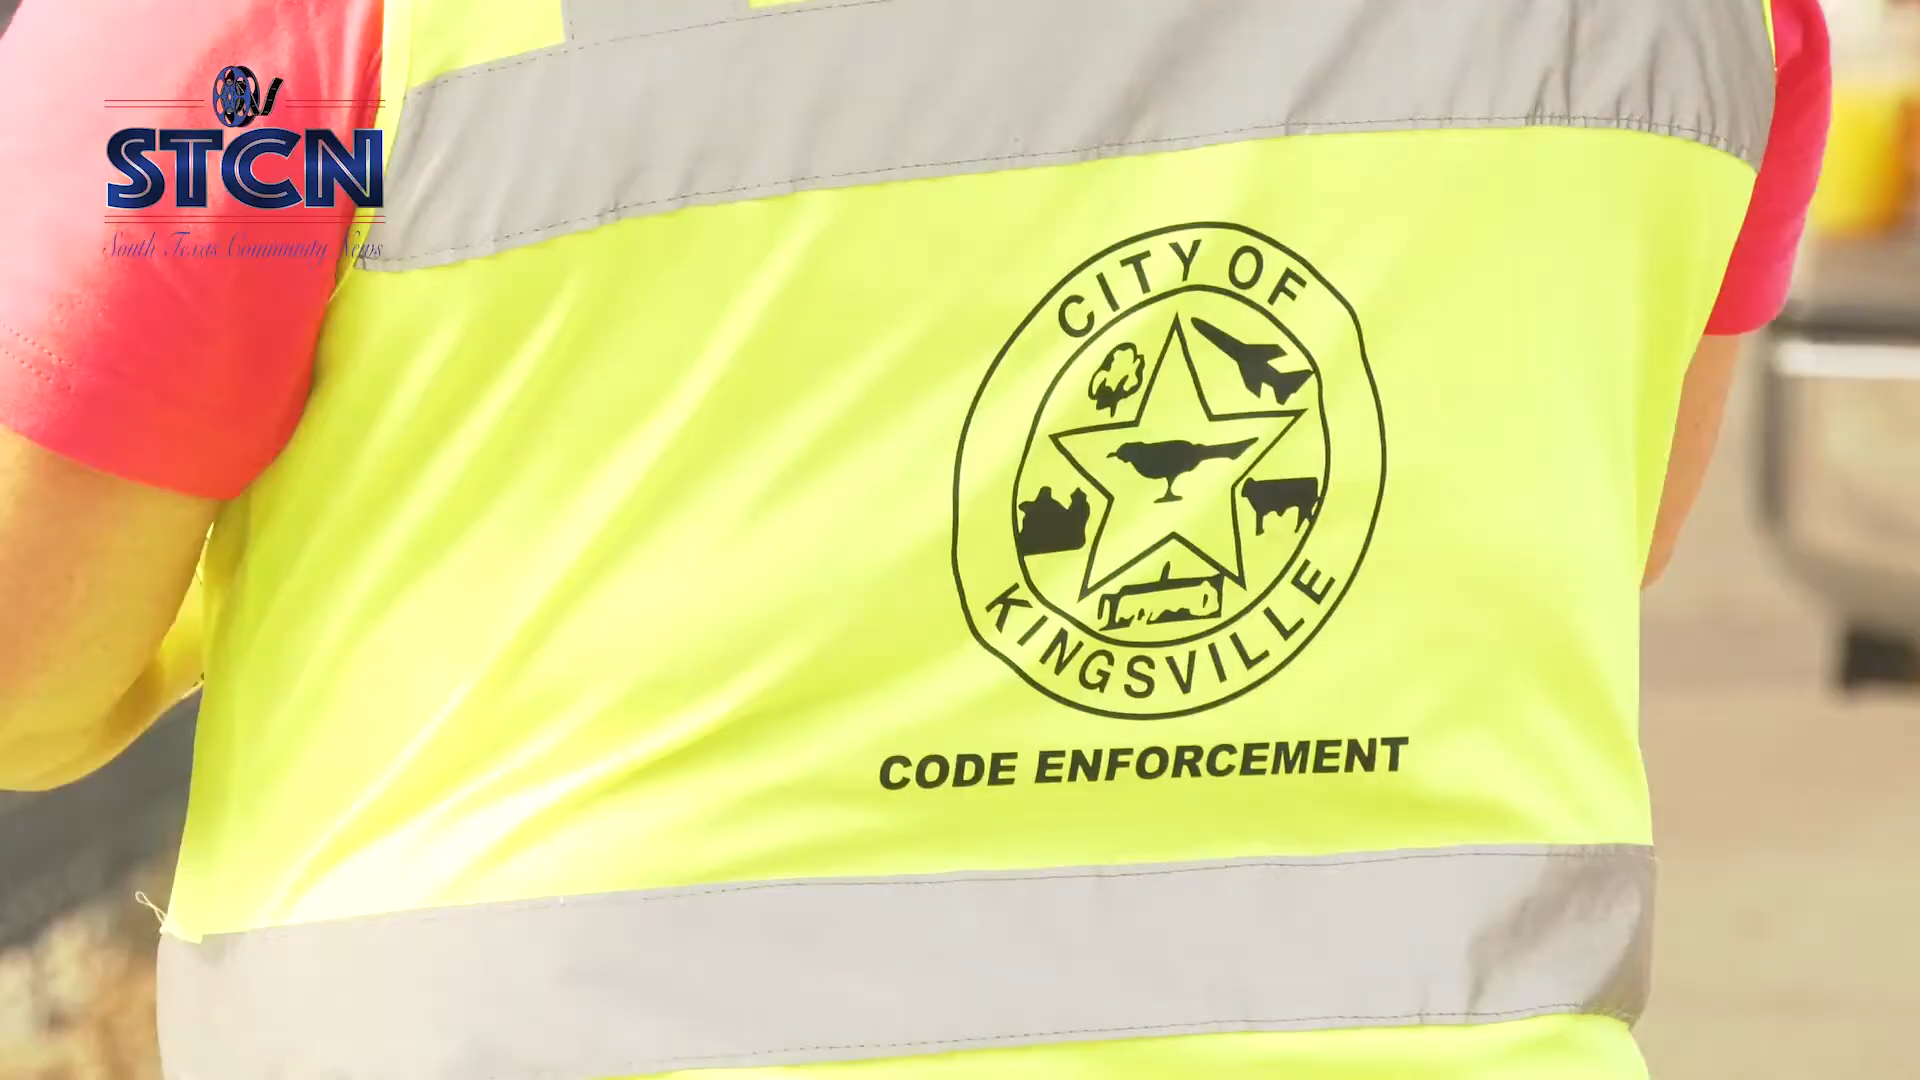 STCN
South Texas Community News
CITY OF
KINGSVILLE
CODE ENFORCEMENT